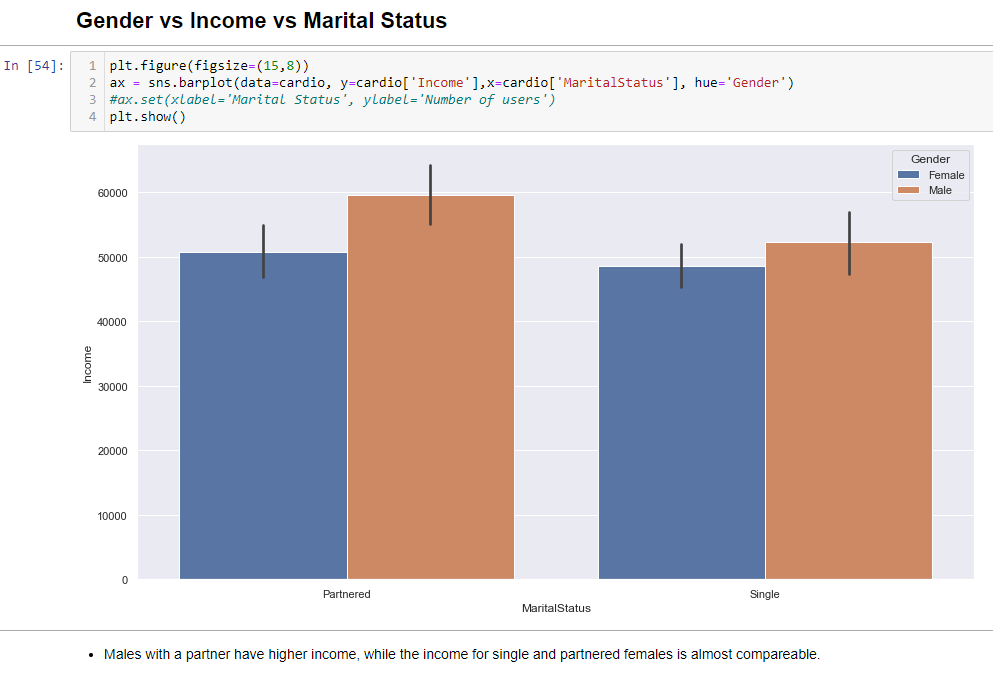 Gender vs Income vs Marital Status
In [54]:
1 plt.figure(figsize=(15,8))
2 ax = sns.barplot(data=cardio, y=cardio['Income'],x=cardio['MaritalStatus'], hue='Gender')
3 #ax.set(xlabel='Marital Status', ylabel='Number of users')
4 plt.show()
Gender
Female
Male
60000
50000
40000
30000
20000
10000
0
Income
Partnered
Single
MaritalStatus
• Males with a partner have higher income, while the income for single and partnered females is almost compareable.